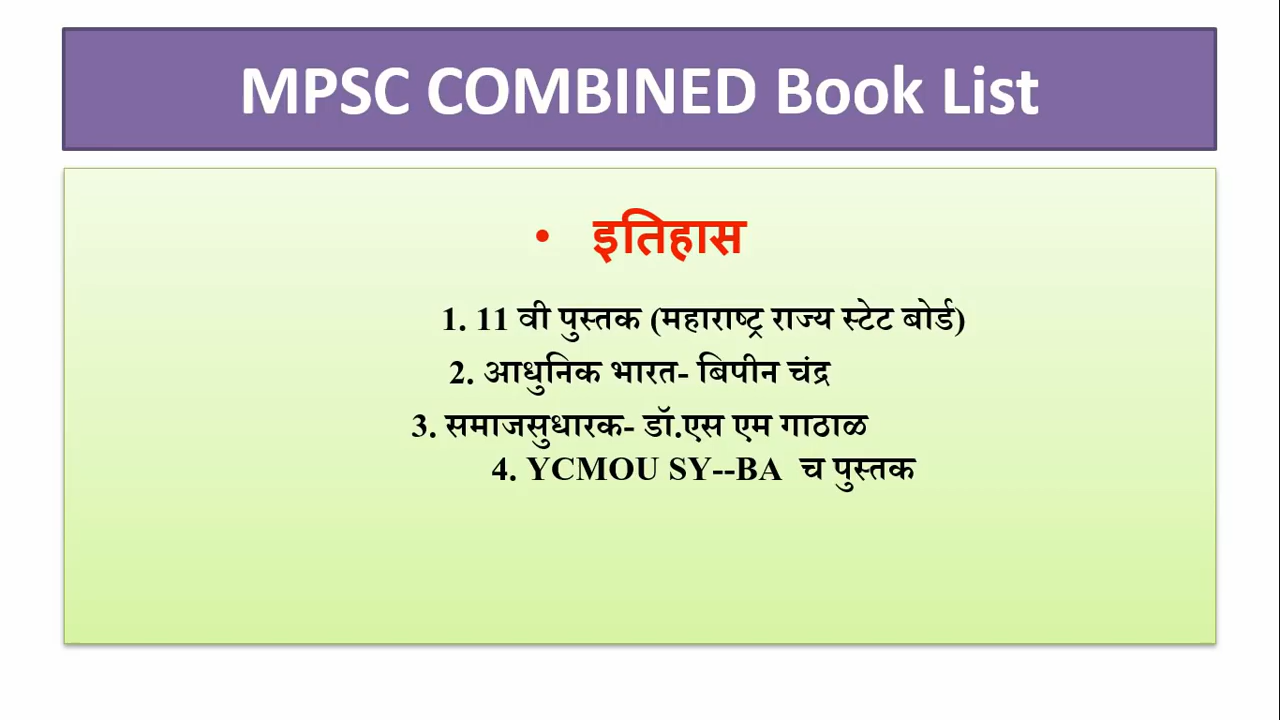 MPSC COMBINED Book List
• इतिहास
1. 11 वी पुस्तक (महाराष्ट्र राज्य स्टेट बोर्ड)
2. आधुनिक भारत- बिपीन चंद्र
3. समाजसुधारक- डॉ.एस एम गाठाळ
4. YCMOU SY--BA च पुस्तक